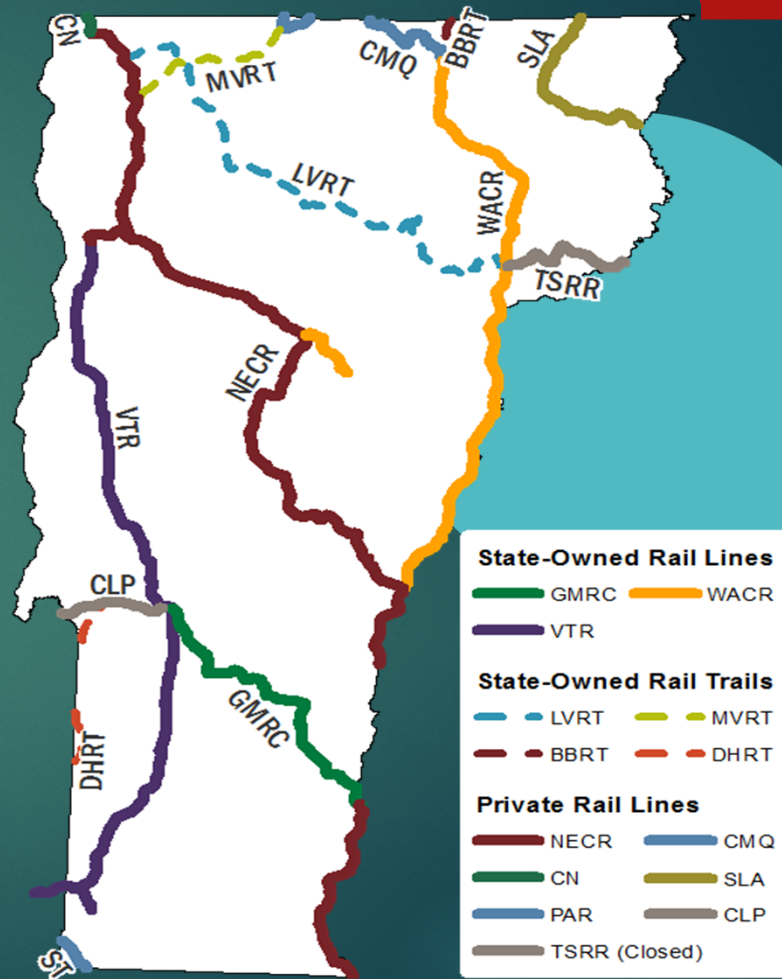 CN
MVRT
CMQ
BBRT
SLA
LVRT
WACR
TSRR
NECR
VTR
CLP
GMRC
DHRT
ST
State-Owned Rail Lines
GMRC WACR
VTR
State-Owned Rail Trails
LVRT MVRT
BBRT DHRT
Private Rail Lines
NECR CMQ
CN SLA
PAR CLP
TSRR (Closed)